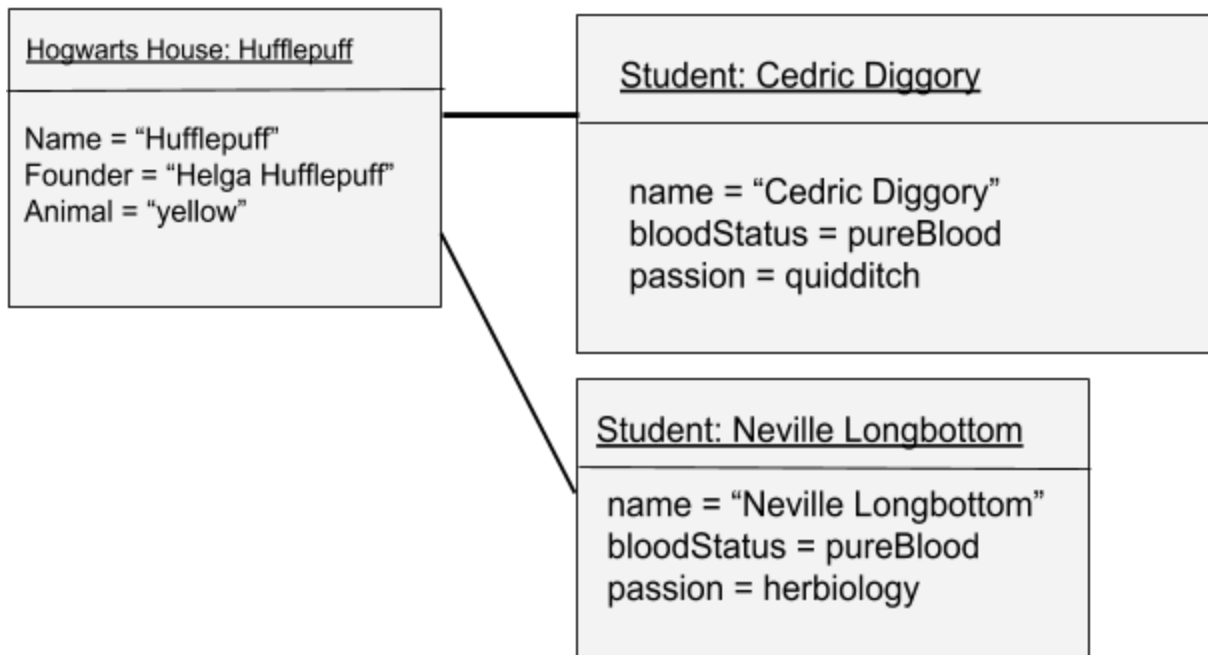 Hogwarts House: Hufflepuff
Name = “Hufflepuff”
Founder = “Helga Hufflepuff”
Animal = “yellow”
Student: Cedric Diggory
name = “Cedric Diggory”
bloodStatus = pureBlood
passion = quidditch
Student: Neville Longbottom
name = “Neville Longbottom”
bloodStatus = pureBlood
passion = herbiology